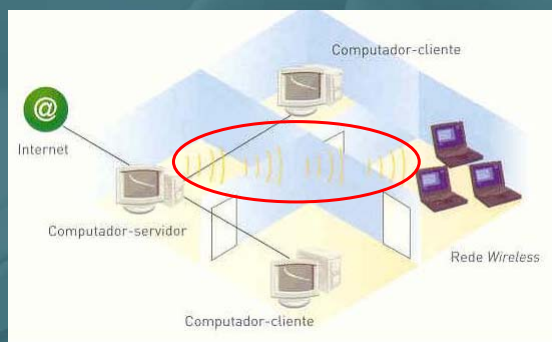 Computador-cliente
@
Internet
Computador-servidor
Rede Wireless
Computador-cliente